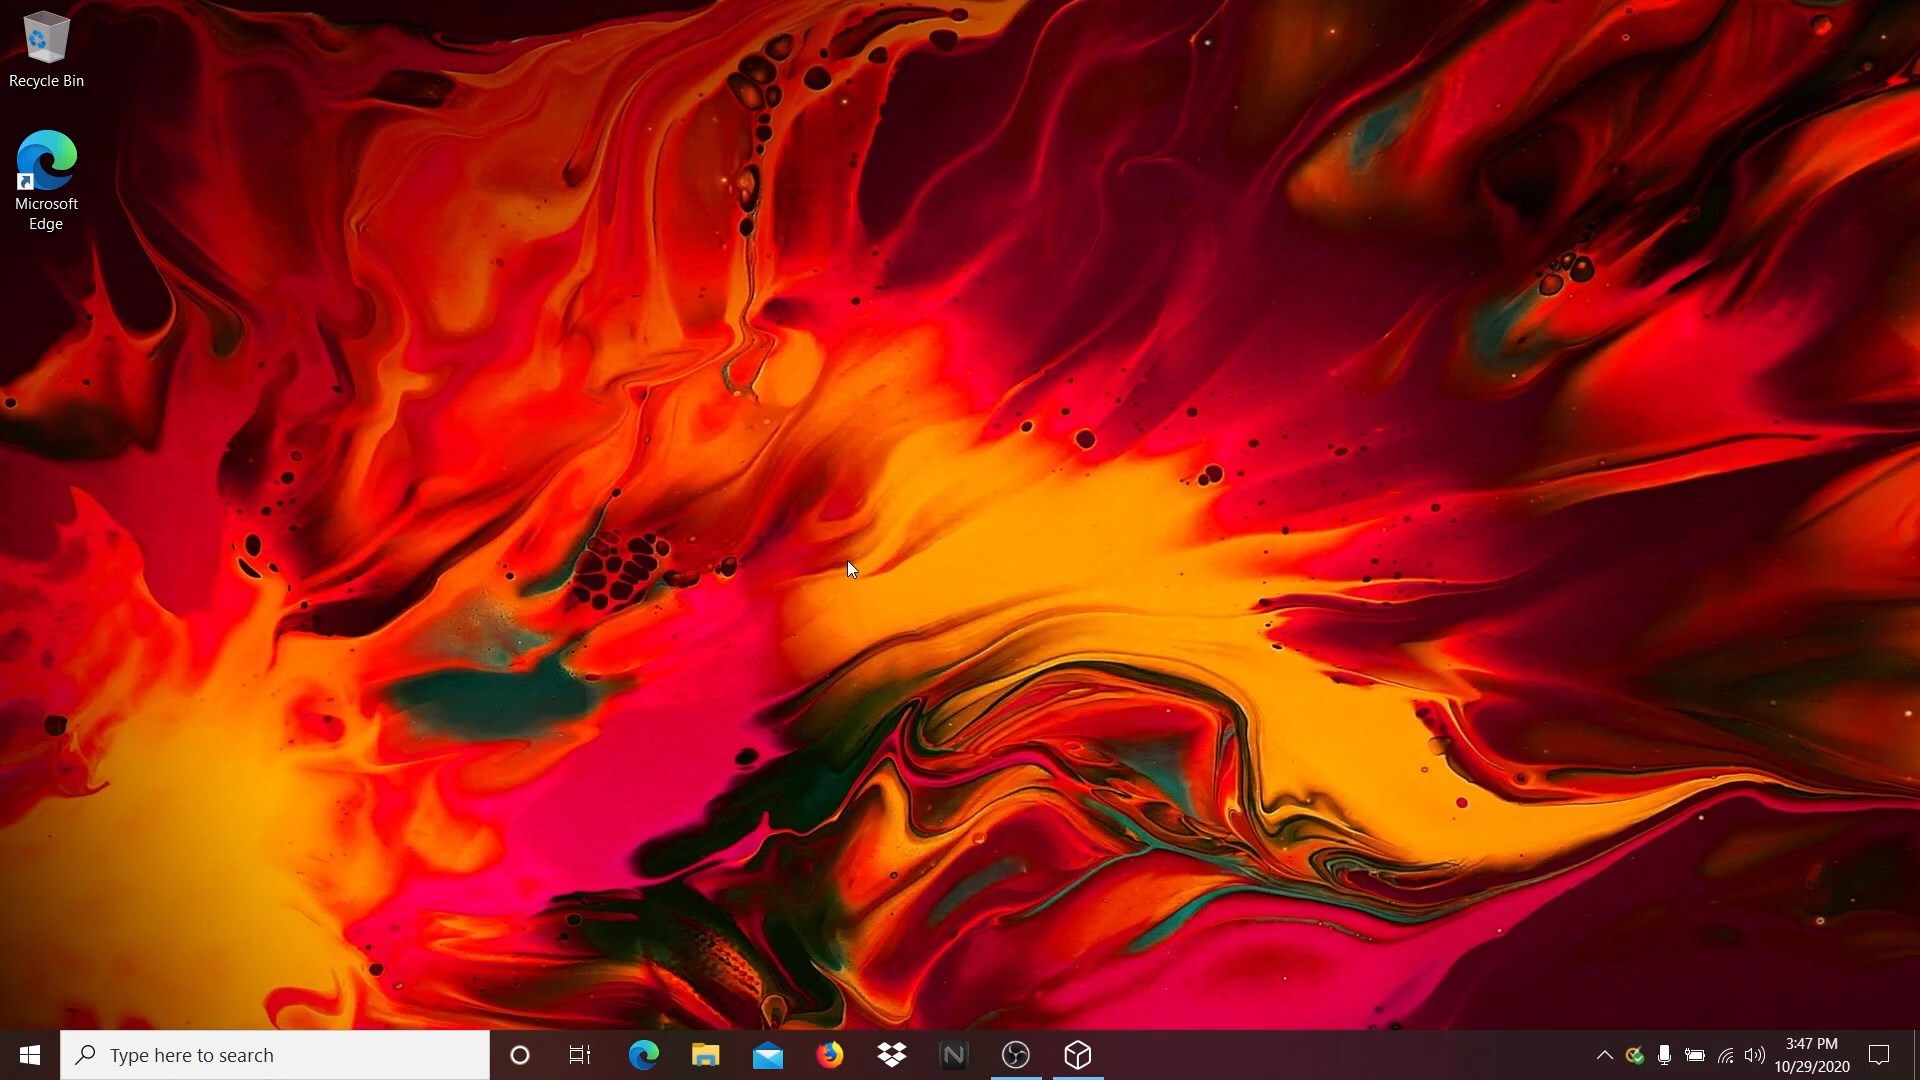 Recycle Bin
Microsoft
Edge
Type here to search
3:47 PM
10/29/2020